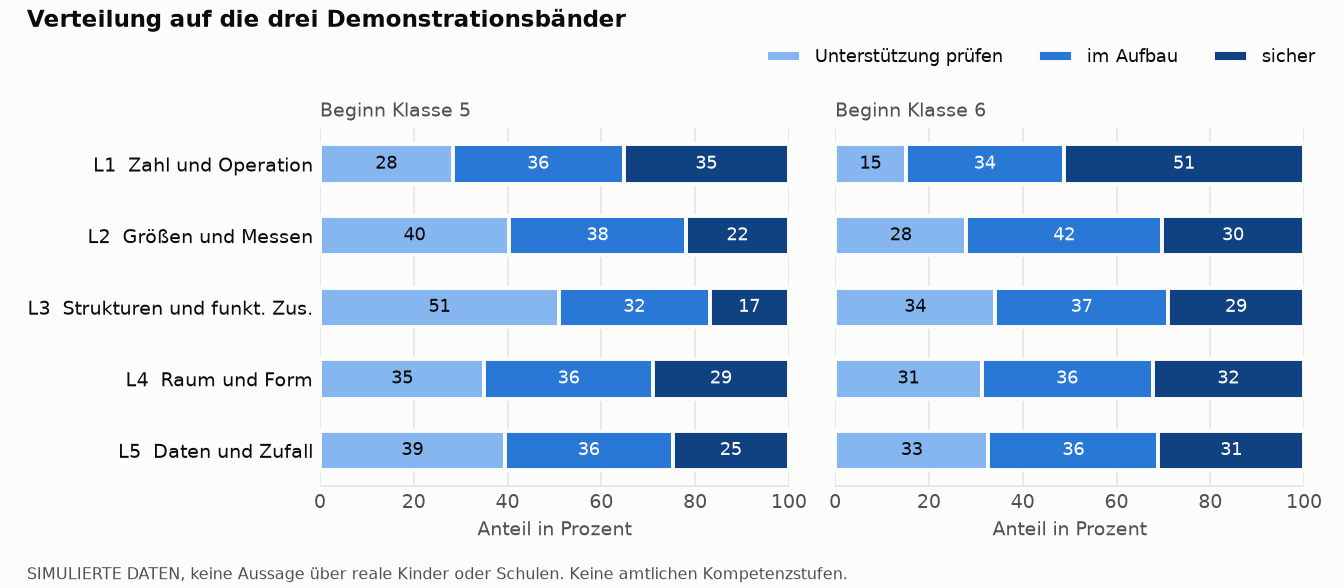 Verteilung auf die drei Demonstrationsbänder
Unterstützung prüfen im Aufbau sicher
Beginn Klasse 5 Beginn Klasse 6
L1 Zahl und Operation 28 36 35 15 34 51
L2 Größen und Messen 40 38 22 28 42 30
L3 Strukturen und funkt. Zus. 51 32 17 34 37 29
L4 Raum und Form 35 36 29 31 36 32
L5 Daten und Zufall 39 36 25 33 36 31
0 20 40 60 80 100 0 20 40 60 80 100
Anteil in Prozent Anteil in Prozent
SIMULIERTE DATEN, keine Aussage über reale Kinder oder Schulen. Keine amtlichen Kompetenzstufen.